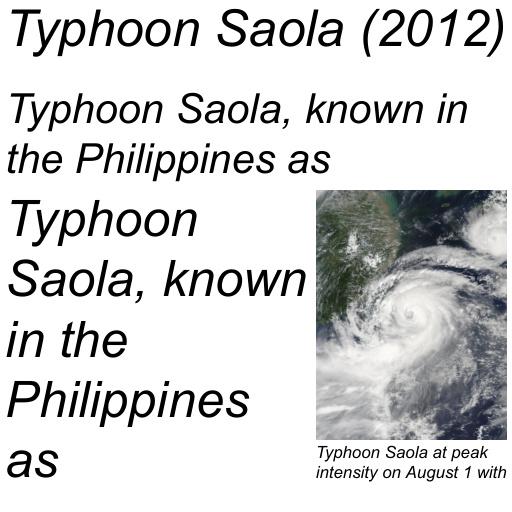 Typhoon Saola (2012)
Typhoon Saola, known in
the Philippines as
Typhoon
Saola, known
in the
Philippines
as
Typhoon Saola at peak
intensity on August 1 with